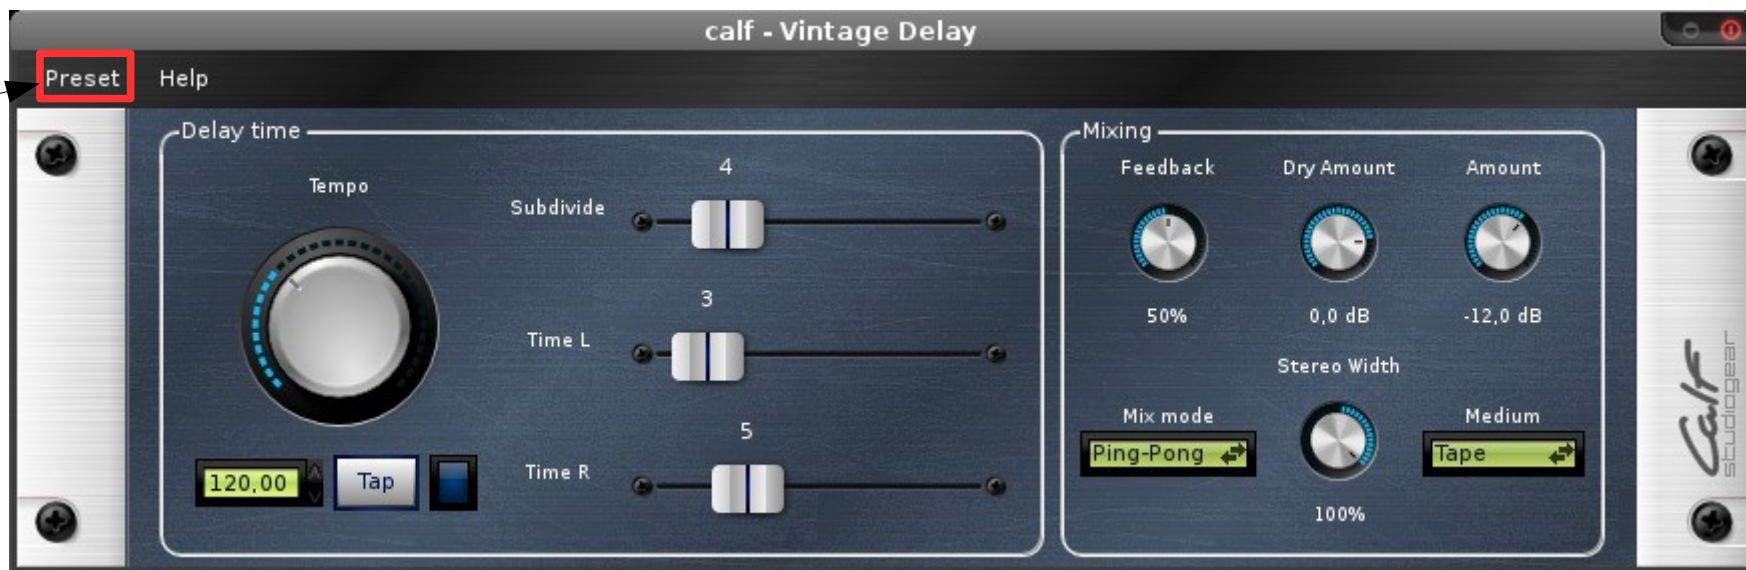 calf - Vintage Delay
Preset
Help
Delay time
Tempo
120,00
Tap
4
Subdivide
3
Time L
5
Time R
Mixing
Feedback
Dry Amount
Amount
50%
0,0 dB
-12,0 dB
Stereo Width
Mix mode
Medium
Ping-Pong
Tape
100%
Calf
studiogear